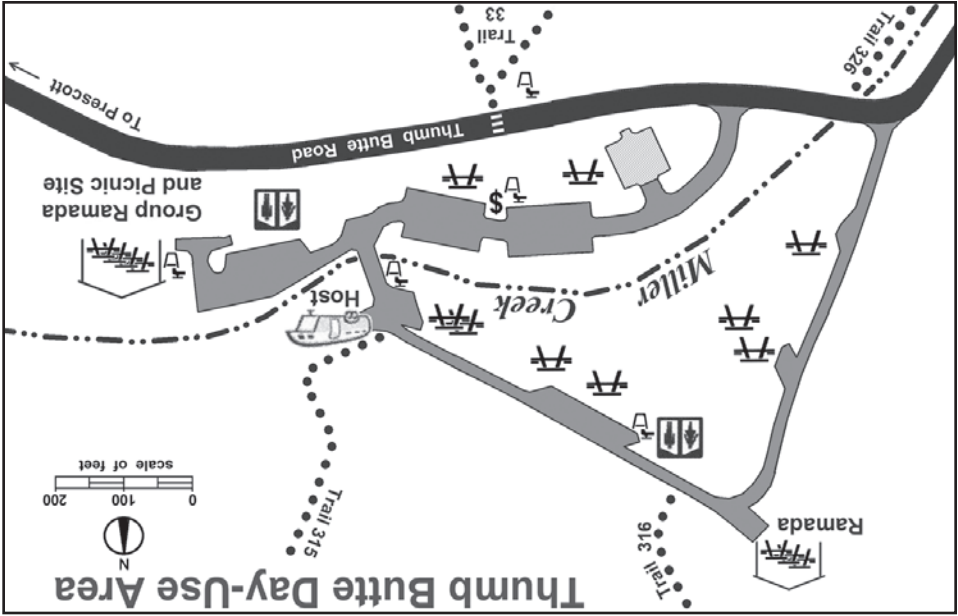 Thumb Butte Day-Use Area
N
0 100 200
scale of feet
Ramada
Trail 316
Trail 315
Host
Miller
Creek
$
Group Ramada
and Picnic Site
Thumb Butte Road
To Prescott
Trail
33
Trail 326